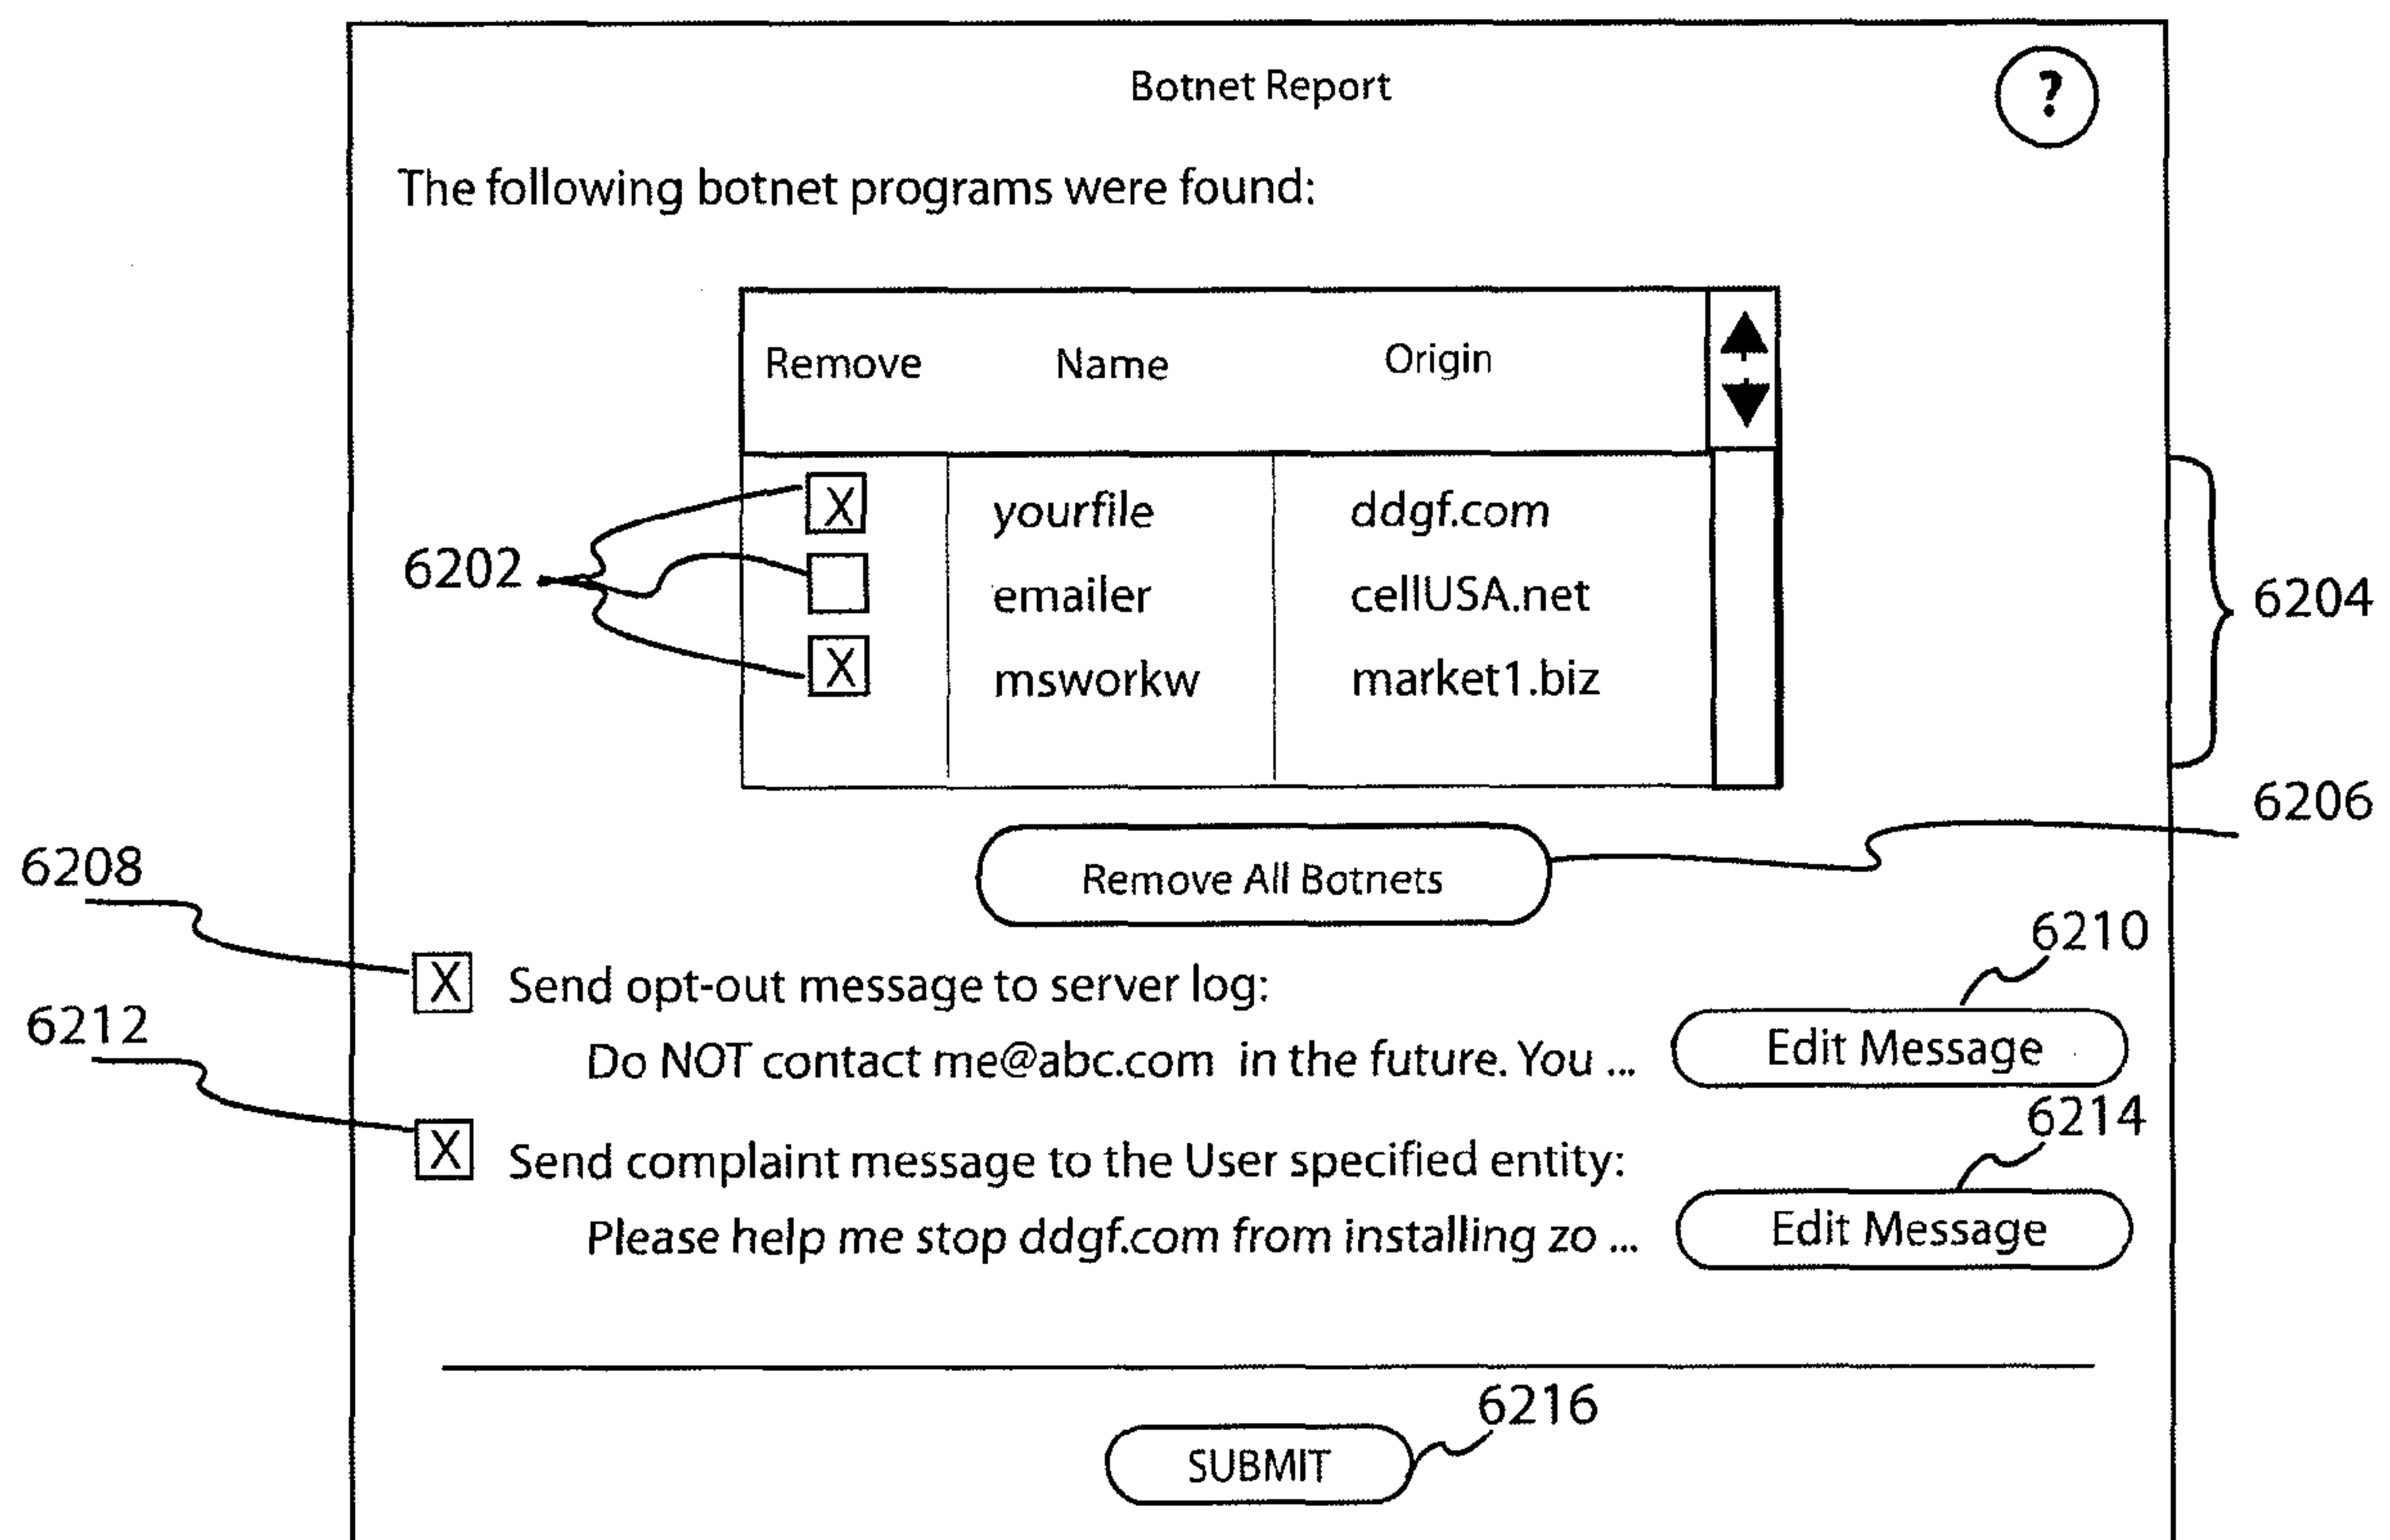 Botnet Report
?
The following botnet programs were found:
Remove Name Origin
X yourfile ddgf.com
6202
emailer cellUSA.net
6204
X msworkw market1.biz
6206
Remove All Botnets
6208
6210
X Send opt-out message to server log:
6212
Do NOT contact me@abc.com in the future. You ...
Edit Message
6214
X Send complaint message to the User specified entity:
Please help me stop ddgf.com from installing zo ...
Edit Message
6216
SUBMIT